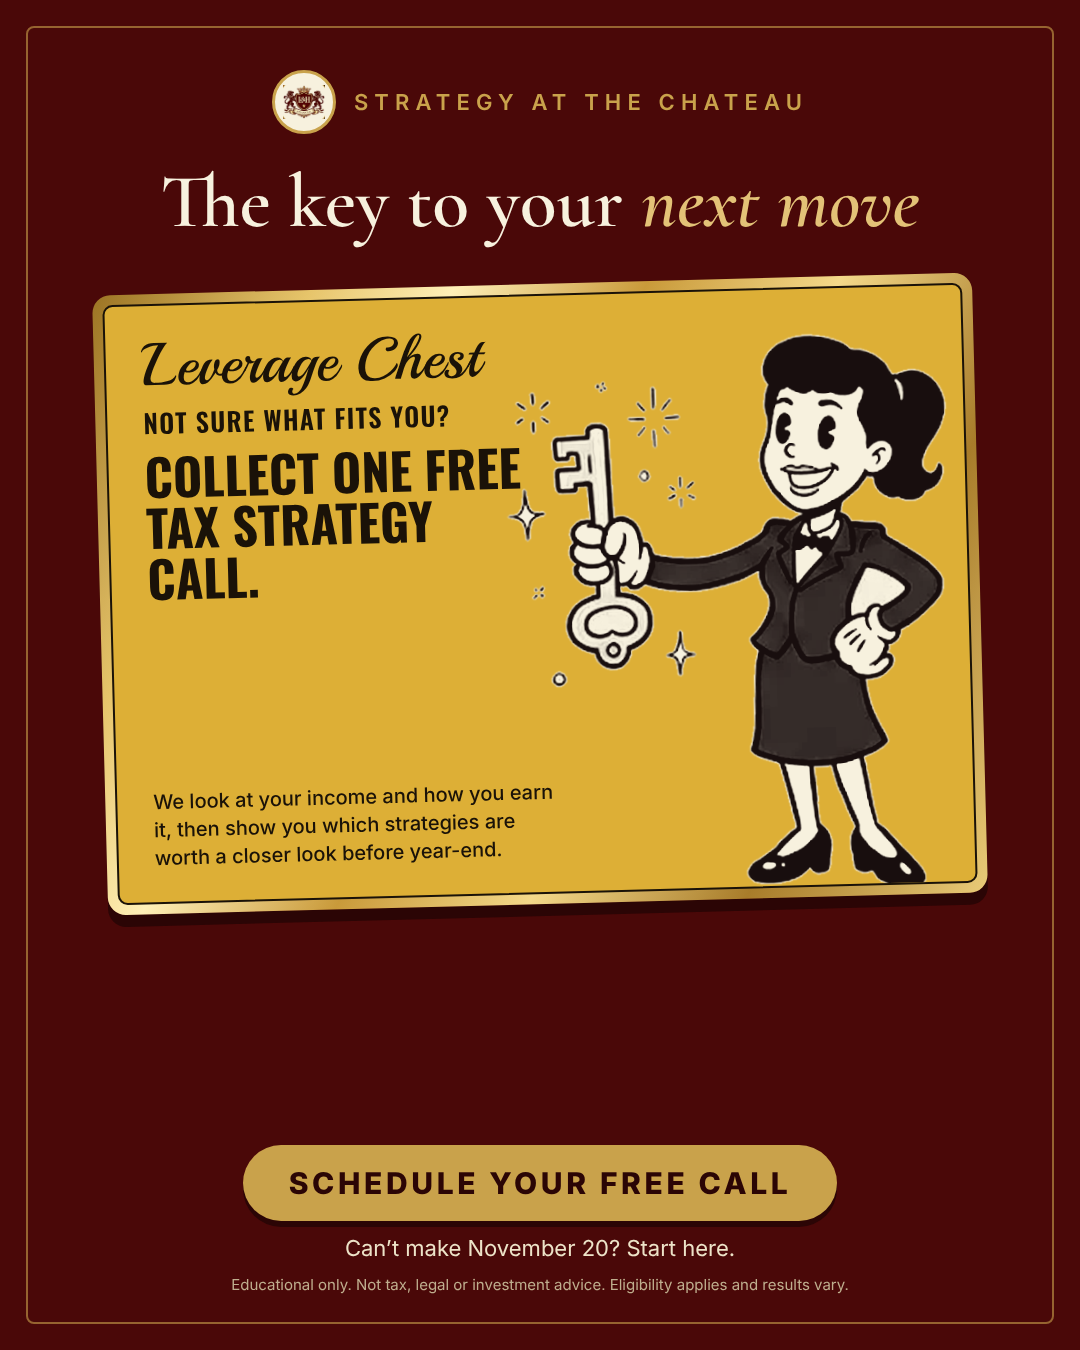 STRATEGY AT THE CHATEAU
The key to your next move
Leverage Chest
NOT SURE WHAT FITS YOU?
COLLECT ONE FREE
TAX STRATEGY
CALL.
We look at your income and how you earn
it, then show you which strategies are
worth a closer look before year-end.
SCHEDULE YOUR FREE CALL
Can’t make November 20? Start here.
Educational only. Not tax, legal or investment advice. Eligibility applies and results vary.